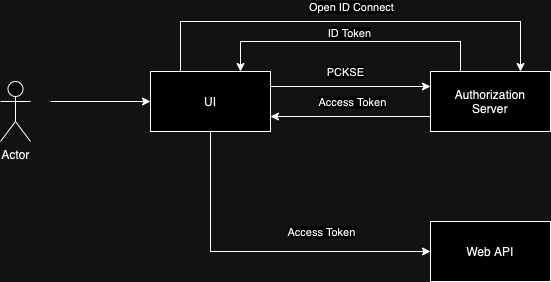 Open ID Connect
ID Token
PCKSE
UI
Authorization
Server
Access Token
Actor
Access Token
Web API